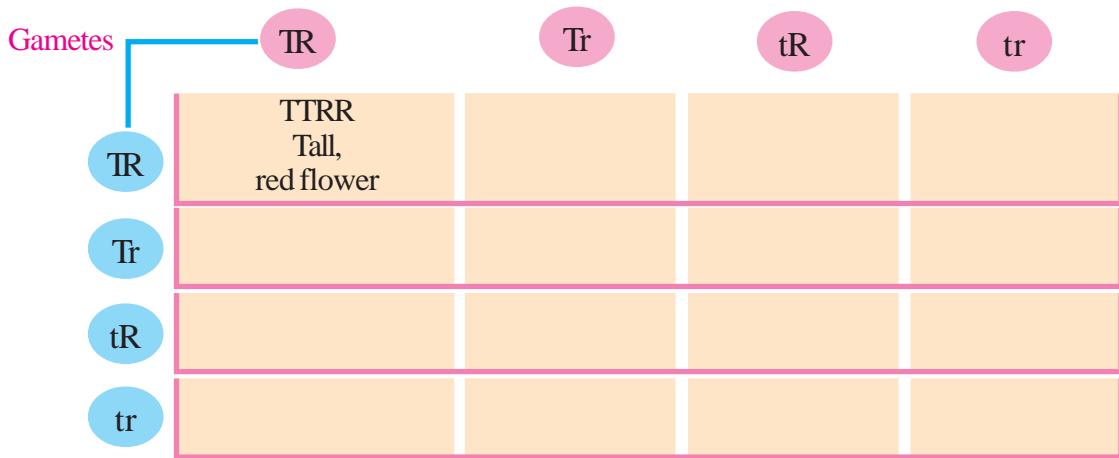 Gametes TR Tr tR tr
TR TTRR
Tall,
red flower
Tr
tR
tr